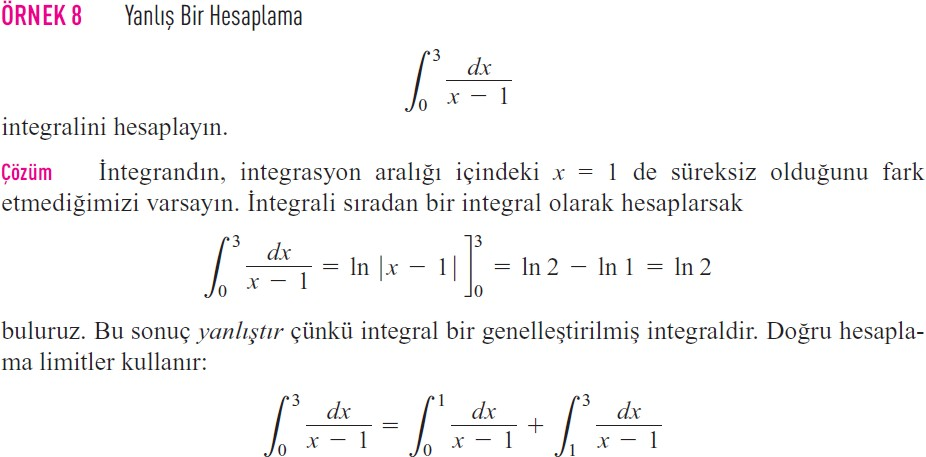 ÖRNEK 8 Yanlış Bir Hesaplama
∫₀³ dx / (x − 1)
integralini hesaplayın.
Çözüm İntegrandın, integrasyon aralığı içindeki x = 1 de süreksiz olduğunu fark
etmediğimizi varsayın. İntegrali sıradan bir integral olarak hesaplarsak
∫₀³ dx / (x − 1) = ln |x − 1| ]₀³ = ln 2 − ln 1 = ln 2
buluruz. Bu sonuç yanlıştır çünkü integral bir genelleştirilmiş integraldir. Doğru hesapla-
ma limitler kullanır:
∫₀³ dx / (x − 1) = ∫₀¹ dx / (x − 1) + ∫₁³ dx / (x − 1)